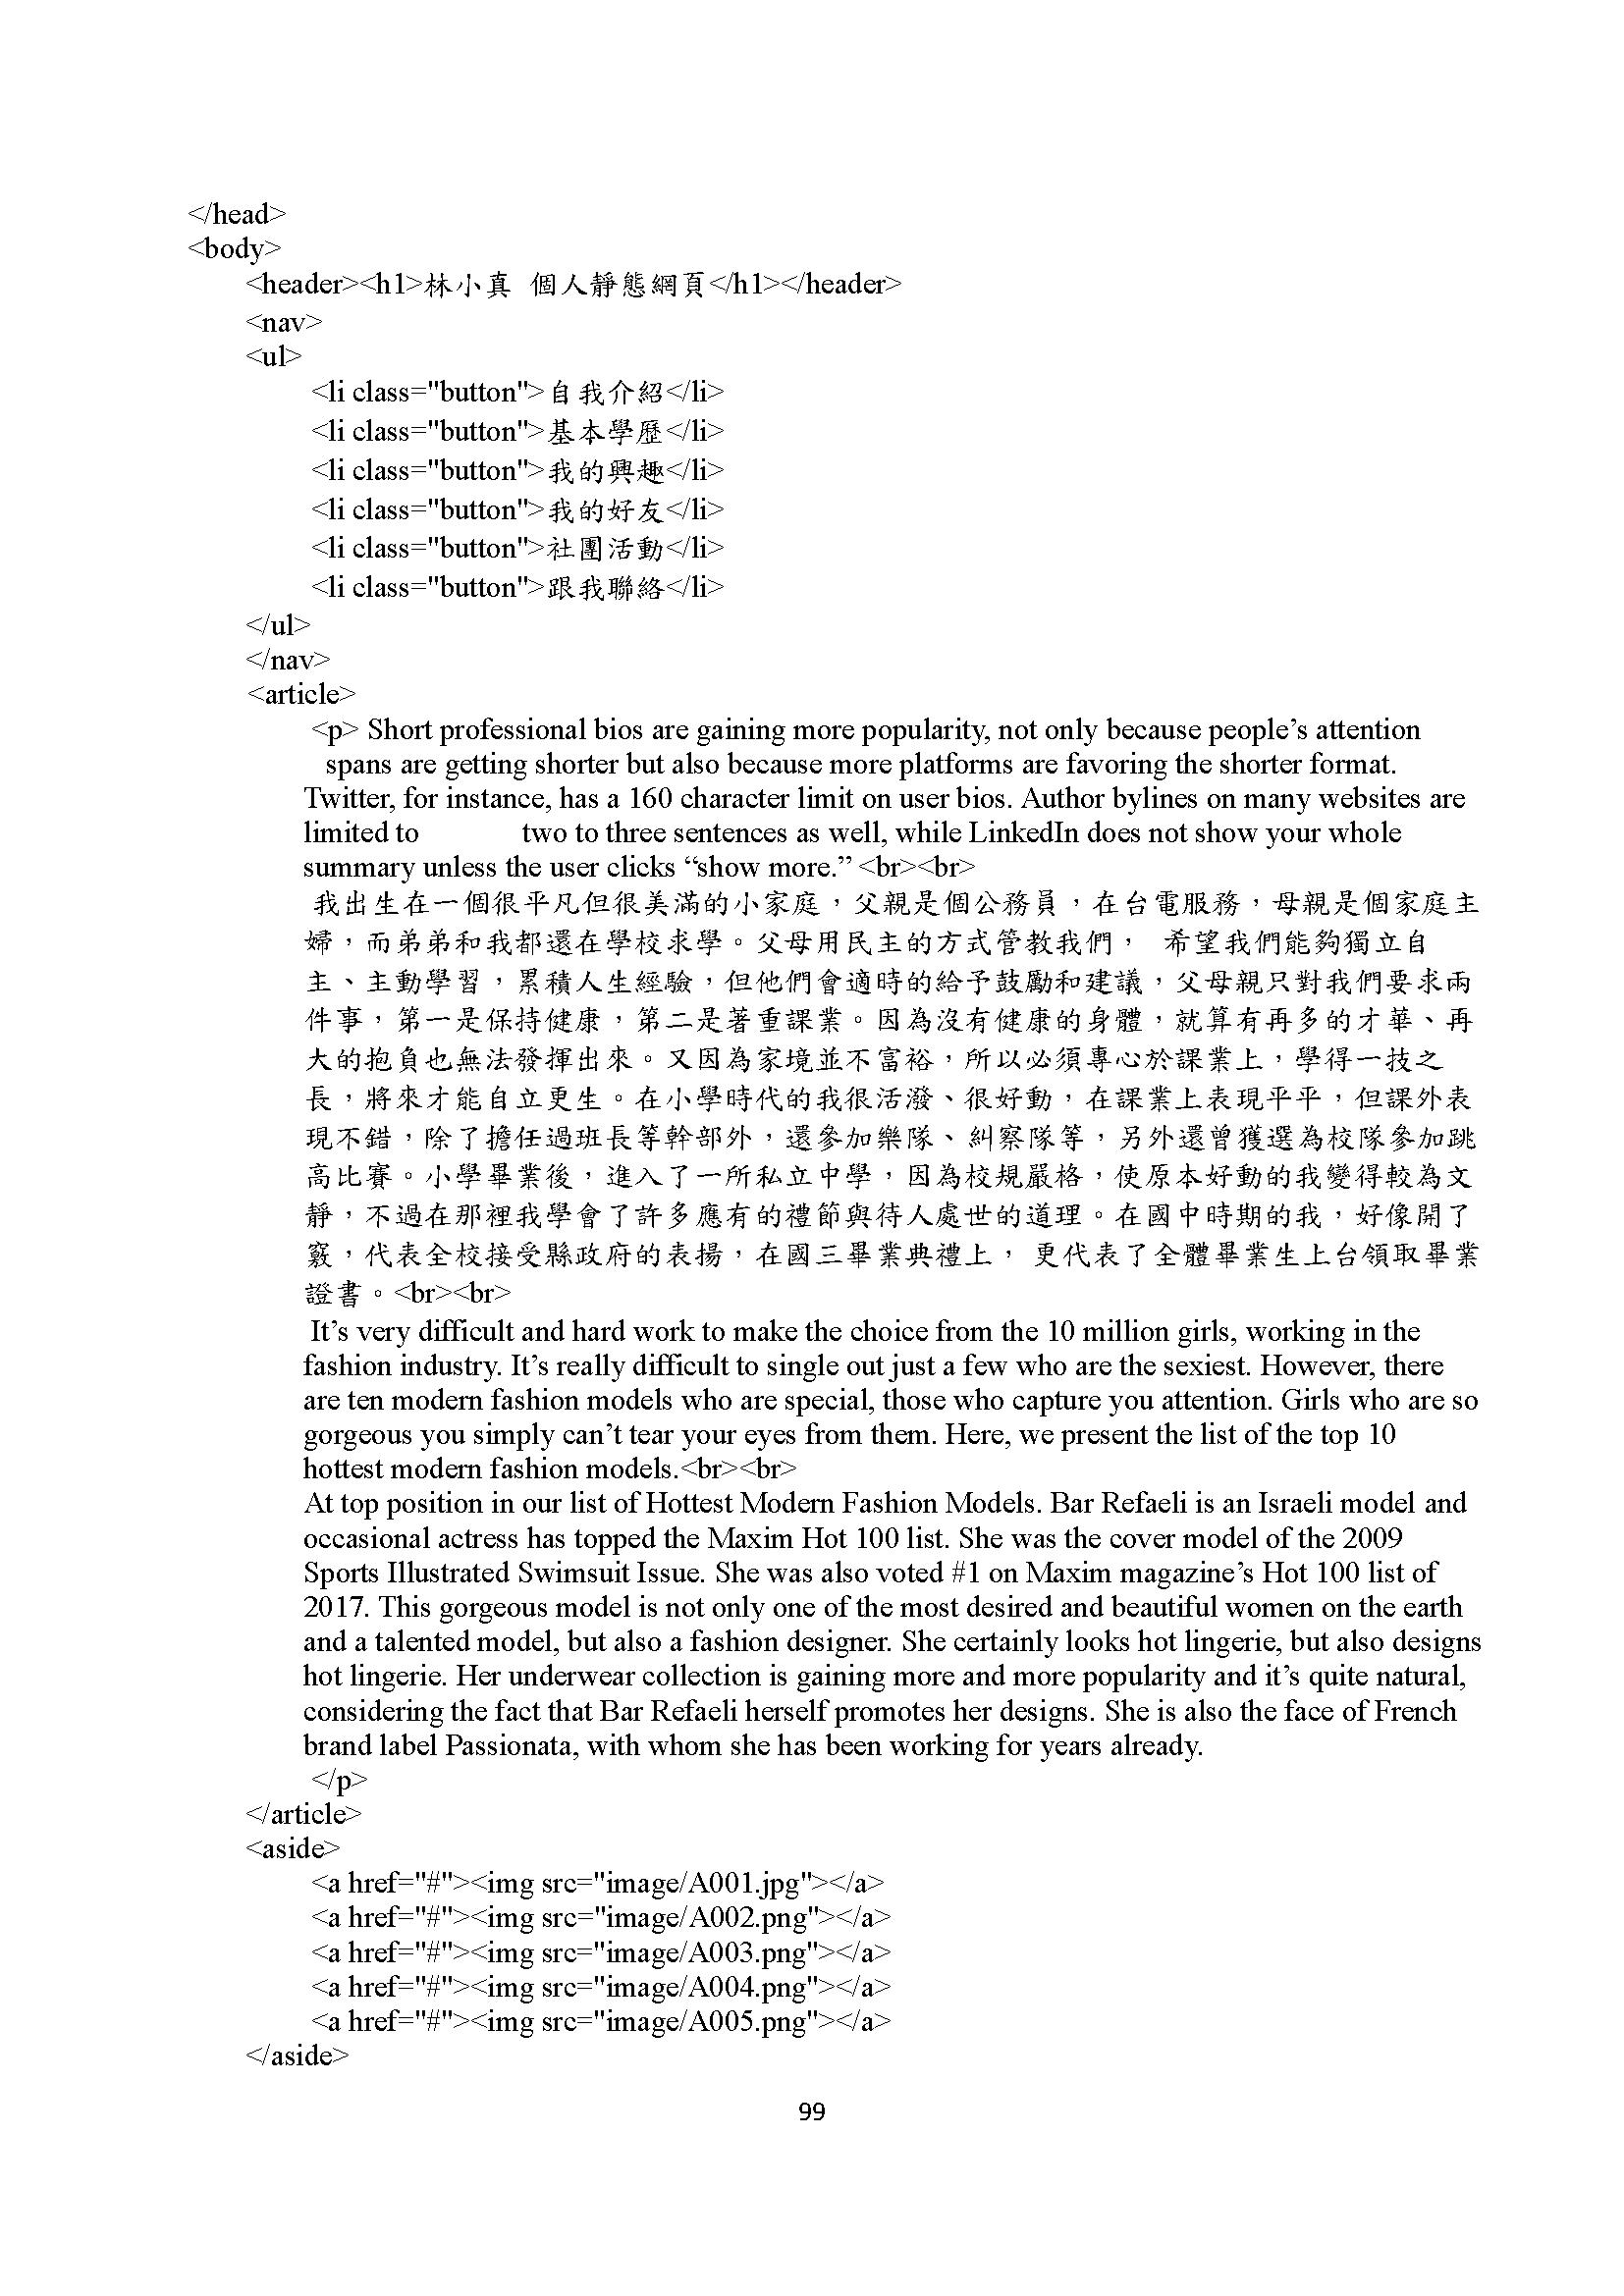 </head>
<body>
<header><h1>林小真 個人靜態網頁</h1></header>
<nav>
<ul>
<li class="button">自我介紹</li>
<li class="button">基本學歷</li>
<li class="button">我的興趣</li>
<li class="button">我的好友</li>
<li class="button">社團活動</li>
<li class="button">跟我聯絡</li>
</ul>
</nav>
<article>
<p> Short professional bios are gaining more popularity, not only because people’s attention
spans are getting shorter but also because more platforms are favoring the shorter format.
Twitter, for instance, has a 160 character limit on user bios. Author bylines on many websites are
limited to two to three sentences as well, while LinkedIn does not show your whole
summary unless the user clicks “show more.” <br><br>
我出生在一個很平凡但很美滿的小家庭，父親是個公務員，在台電服務，母親是個家庭主
婦，而弟弟和我都還在學校求學。父母用民主的方式管教我們， 希望我們能夠獨立自
主、主動學習，累積人生經驗，但他們會適時的給予鼓勵和建議，父母親只對我們要求兩
件事，第一是保持健康，第二是著重課業。因為沒有健康的身體，就算有再多的才華、再
大的抱負也無法發揮出來。又因為家境並不富裕，所以必須專心於課業上，學得一技之
長，將來才能自立更生。在小學時代的我很活潑、很好動，在課業上表現平平，但課外表
現不錯，除了擔任過班長等幹部外，還參加樂隊、糾察隊等，另外還曾獲選為校隊參加跳
高比賽。小學畢業後，進入了一所私立中學，因為校規嚴格，使原本好動的我變得較為文
靜，不過在那裡我學會了許多應有的禮節與待人處世的道理。在國中時期的我，好像開了
竅，代表全校接受縣政府的表揚，在國三畢業典禮上， 更代表了全體畢業生上台領取畢業
證書。<br><br>
It’s very difficult and hard work to make the choice from the 10 million girls, working in the
fashion industry. It’s really difficult to single out just a few who are the sexiest. However, there
are ten modern fashion models who are special, those who capture you attention. Girls who are so
gorgeous you simply can’t tear your eyes from them. Here, we present the list of the top 10
hottest modern fashion models.<br><br>
At top position in our list of Hottest Modern Fashion Models. Bar Refaeli is an Israeli model and
occasional actress has topped the Maxim Hot 100 list. She was the cover model of the 2009
Sports Illustrated Swimsuit Issue. She was also voted #1 on Maxim magazine’s Hot 100 list of
2017. This gorgeous model is not only one of the most desired and beautiful women on the earth
and a talented model, but also a fashion designer. She certainly looks hot lingerie, but also designs
hot lingerie. Her underwear collection is gaining more and more popularity and it’s quite natural,
considering the fact that Bar Refaeli herself promotes her designs. She is also the face of French
brand label Passionata, with whom she has been working for years already.
</p>
</article>
<aside>
<a href="#"><img src="image/A001.jpg"></a>
<a href="#"><img src="image/A002.png"></a>
<a href="#"><img src="image/A003.png"></a>
<a href="#"><img src="image/A004.png"></a>
<a href="#"><img src="image/A005.png"></a>
</aside>
99